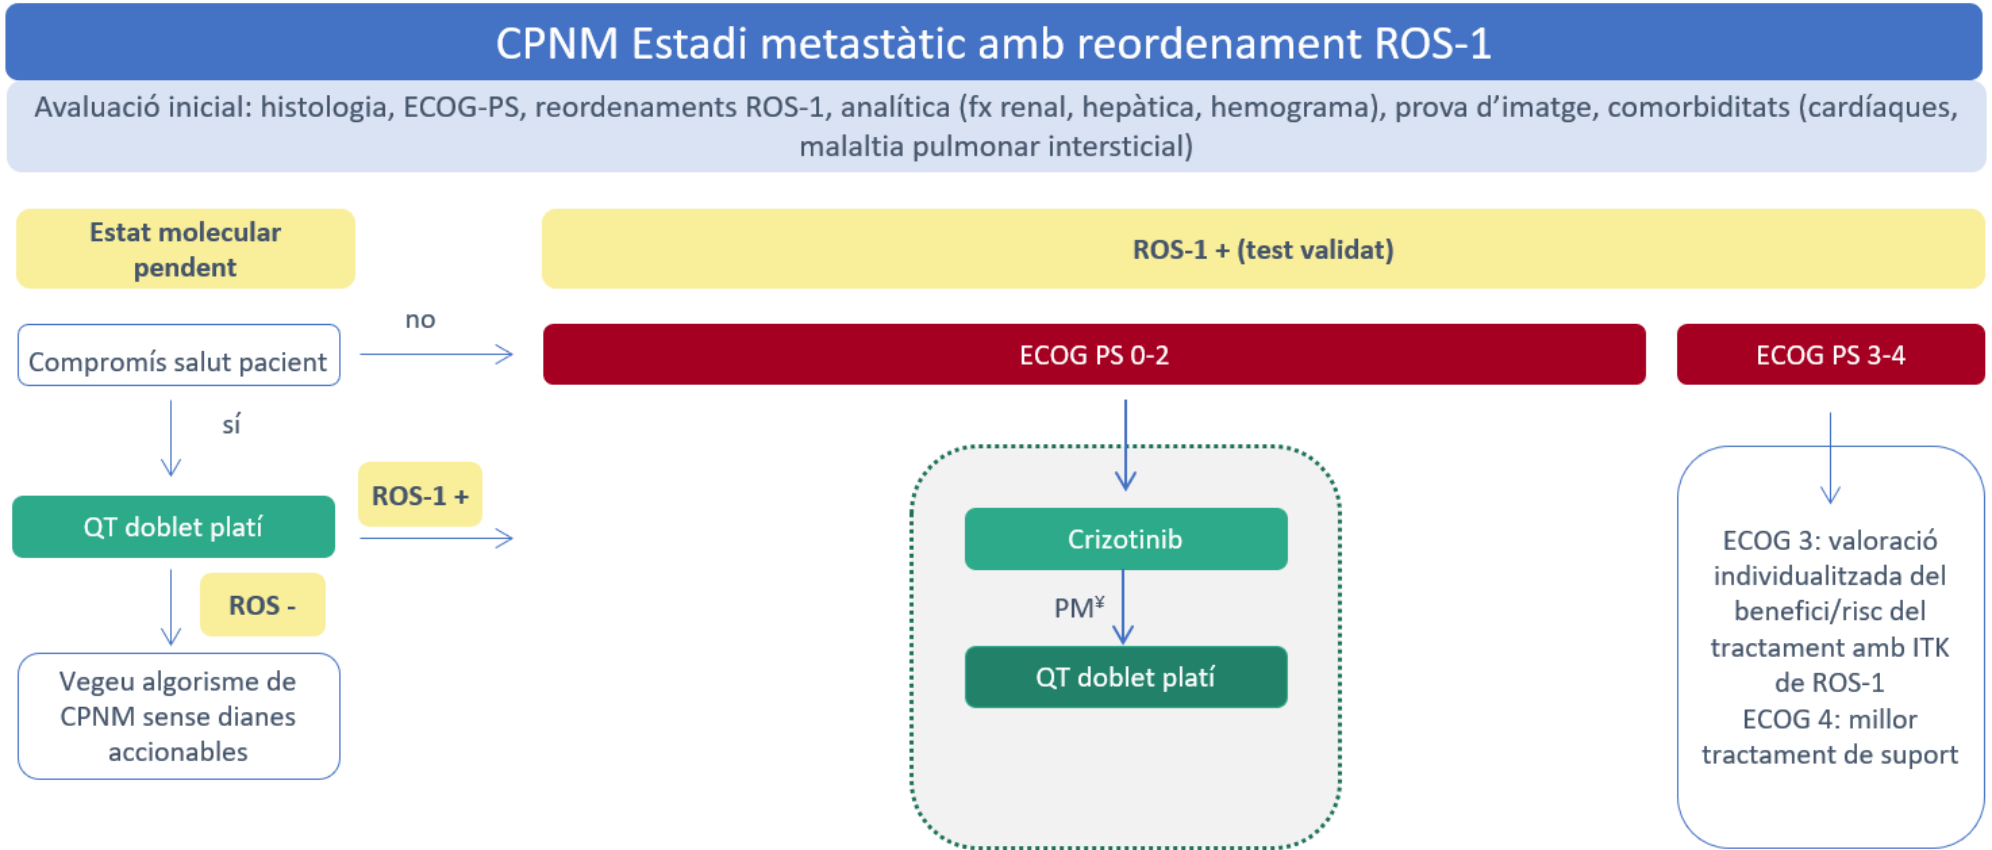 CPNM Estadi metastàtic amb reordenament ROS-1
Avaluació inicial: histologia, ECOG-PS, reordenaments ROS-1, analítica (fx renal, hepàtica, hemograma), prova d’imatge, comorbiditats (cardíaques,
malaltia pulmonar intersticial)
Estat molecular
pendent
ROS-1 + (test validat)
Compromís salut pacient
no
sí
ECOG PS 0-2
ECOG PS 3-4
QT doblet platí
ROS-1 +
ROS -
Vegeu algorisme de
CPNM sense dianes
accionables
Crizotinib
PM¥
QT doblet platí
ECOG 3: valoració
individualitzada del
benefici/risc del
tractament amb ITK
de ROS-1
ECOG 4: millor
tractament de suport